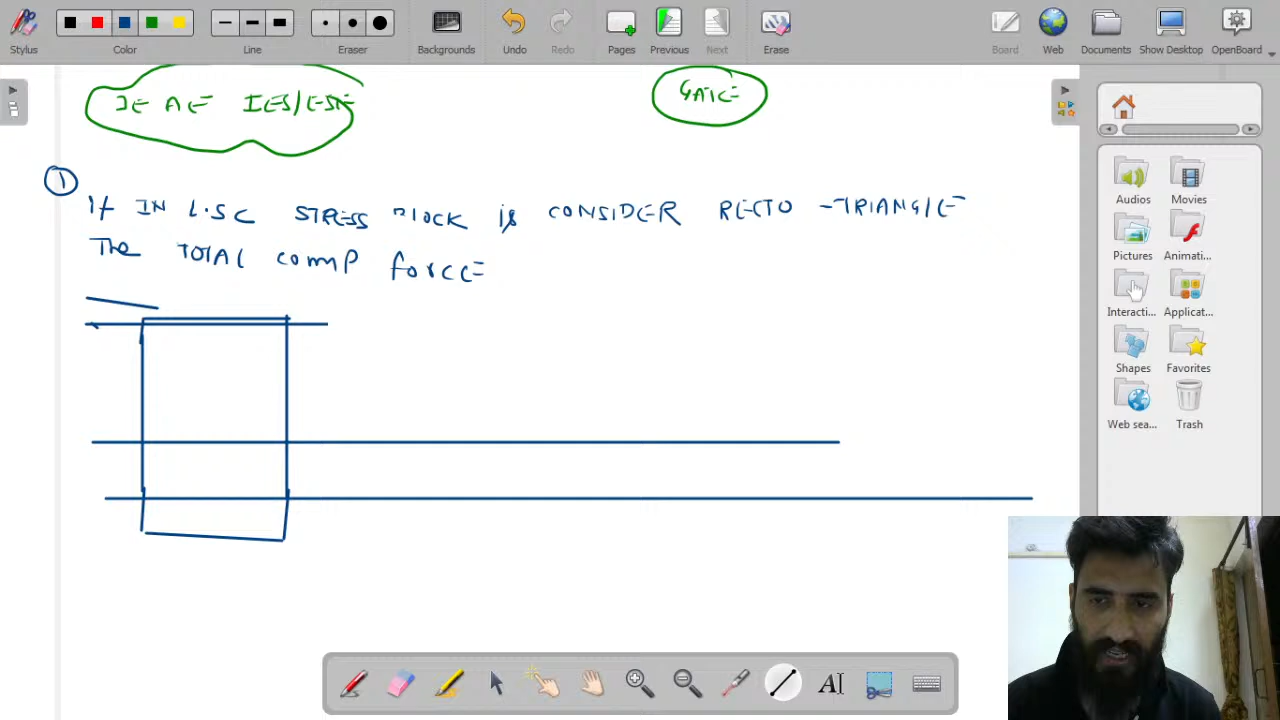 Stylus Color Line Eraser Backgrounds Undo Redo Pages Previous Next Erase Board Web Documents Show Desktop OpenBoard
JE AE IES/ESE GATE
1
If IN L.S.C STRESS BLOCK is CONSIDER RECTO -TRIANGLE
The TOTAL comp force
Audios Movies
Pictures Animati...
Interacti... Applicat...
Shapes Favorites
Web sea... Trash